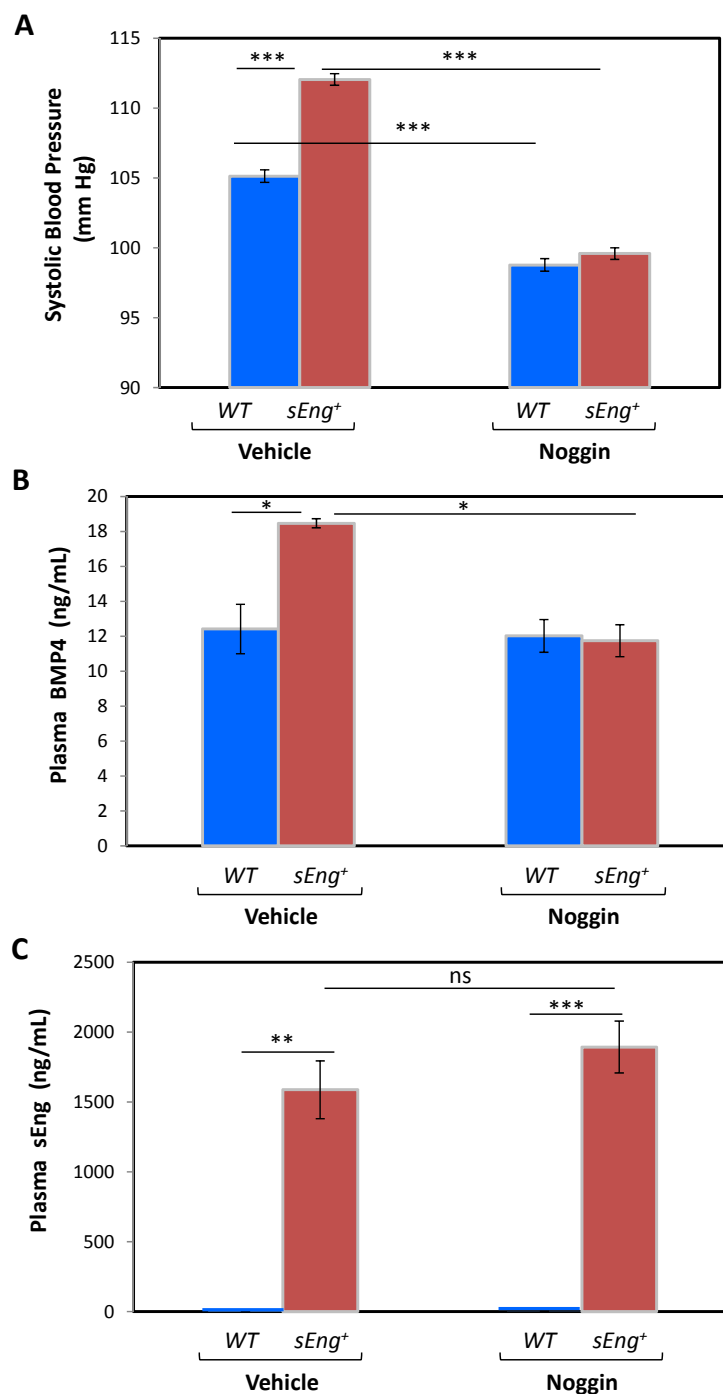 A
Systolic Blood Pressure
(mm Hg)
115
110
105
100
95
90
***
***
***
WT sEng⁺ WT sEng⁺
Vehicle Noggin
B
Plasma BMP4 (ng/mL)
20
18
16
14
12
10
8
6
4
2
0
*
*
WT sEng⁺ WT sEng⁺
Vehicle Noggin
C
Plasma sEng (ng/mL)
2500
2000
1500
1000
500
0
ns
**
***
WT sEng⁺ WT sEng⁺
Vehicle Noggin